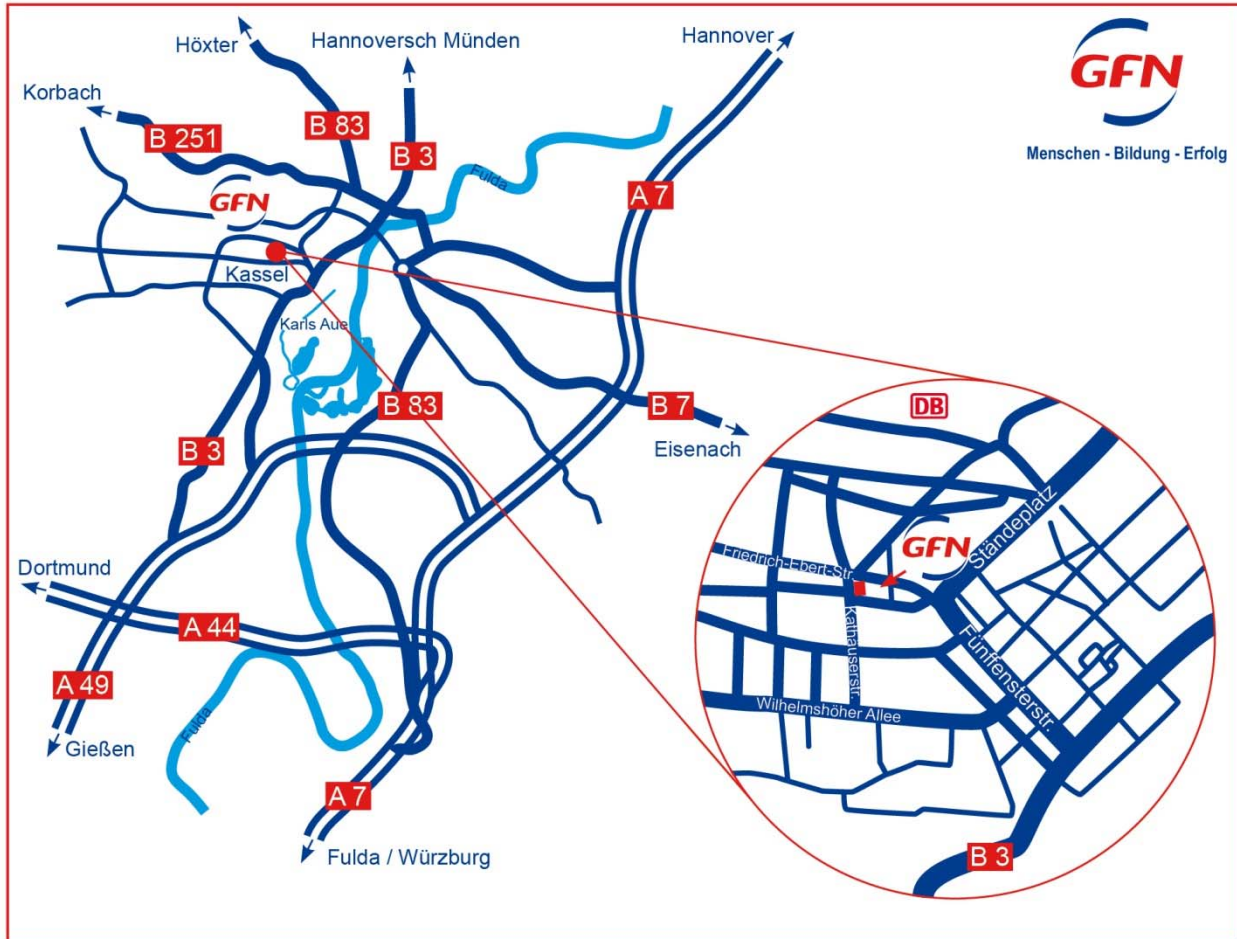 Höxter
Hannoversch Münden
Hannover
GFN
Menschen - Bildung - Erfolg
Korbach
B 251
B 83
B 3
Fulda
A 7
GFN
Kassel
Karls Aue
B 83
B 7
Eisenach
B 3
Dortmund
A 44
A 49
Gießen
Fulda
A 7
Fulda / Würzburg
DB
Ständeplatz
GFN
Friedrich-Ebert-Str.
Kathauserstr.
Fünffensterstr.
Wilhelmshöher Allee
B 3